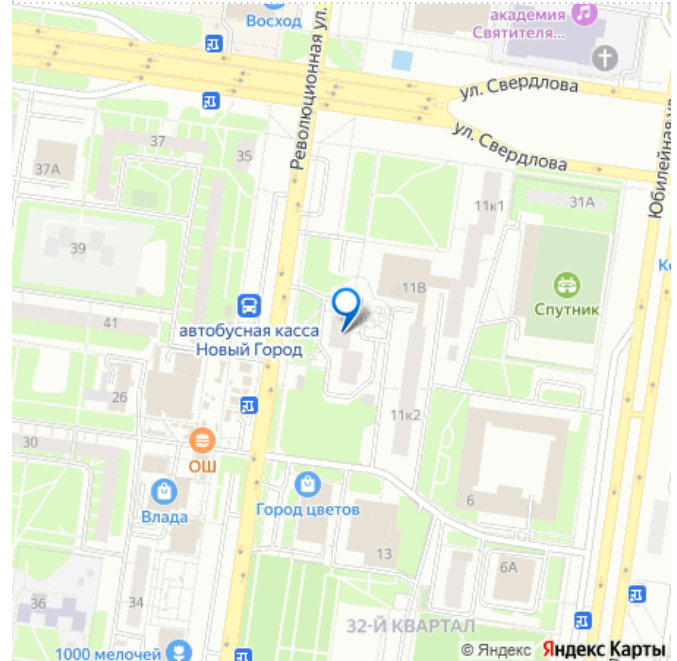 Восход
академия
Святителя...
Революционная ул.
ул. Свердлова
ул. Свердлова
Юбилейная ул
37
35
37А
11к1
31А
39
11В
Спутник
автобусная касса
Новый Город
41
26
11к2
30
ОШ
Влада
Город цветов
6
13
6А
36
34
32-Й КВАРТАЛ
1000 мелочей
© Яндекс Яндекс Карты